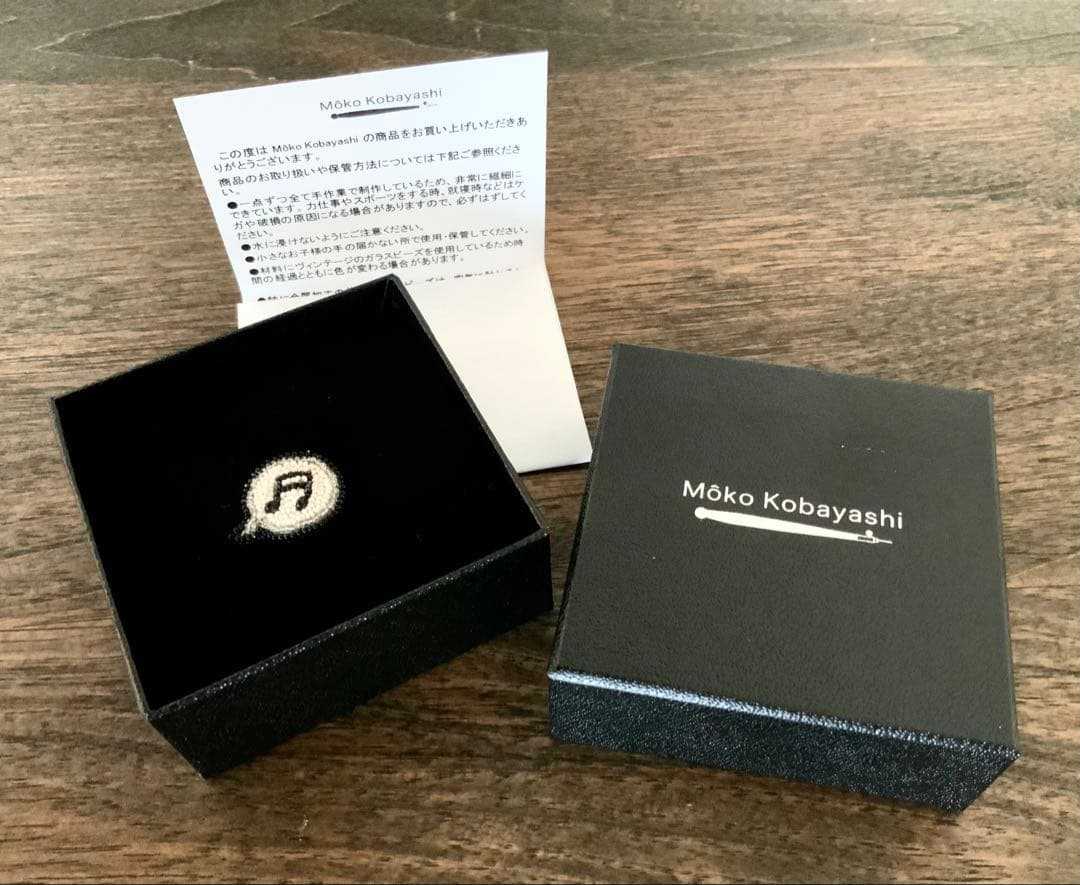 Môko Kobayashi
この度は Môko Kobayashi の商品をお買い上げいただきあ
りがとうございます。
商品のお取り扱いや保管方法については下記ご参照くださ
い。
●一点ずつ全て手作業で制作しているため、非常に繊細に
できています。力仕事やスポーツをする時、就寝時などはケ
ガや破損の原因になる場合がありますので、必ずはずしてく
ださい。
●水に浸けないようにご注意ください。
●小さなお子様の手の届かない所で使用・保管してください。
●材料にヴィンテージのガラスビーズを使用しているため時
間の経過とともに色が変わる場合があります。
Môko Kobayashi